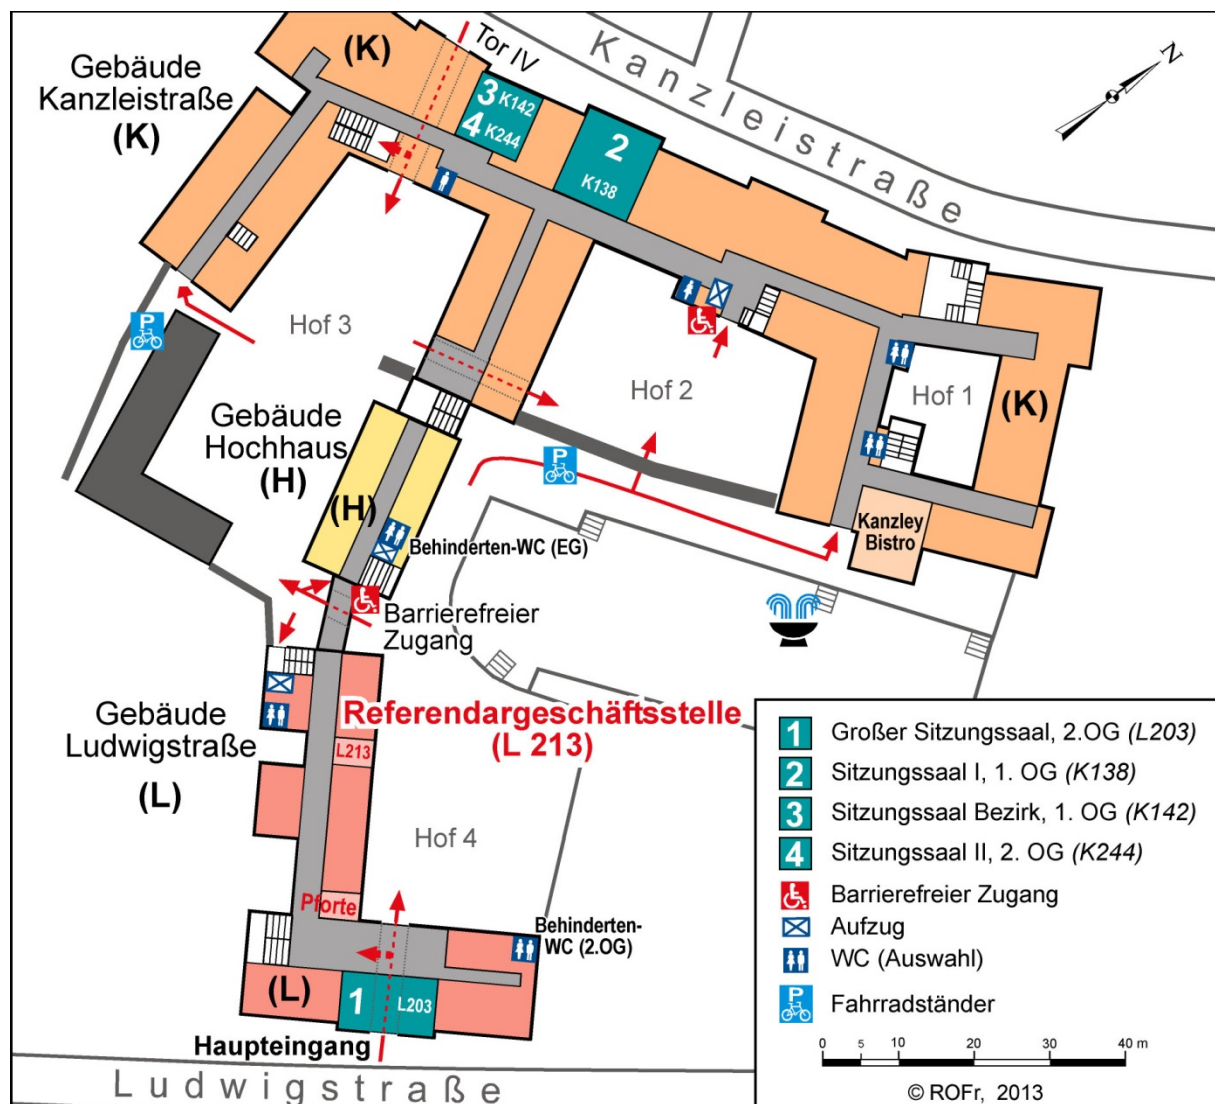 Kanzleistraße
Tor IV
N
Gebäude
Kanzleistraße
(K)
(K)
3 K142
4 K244
2
K138
Hof 3
Hof 2
Hof 1
(K)
P
Gebäude
Hochhaus
(H)
(H)
P
Kanzley
Bistro
Behinderten-WC (EG)
Barrierefreier
Zugang
Gebäude
Ludwigstraße
(L)
Referendargeschäftsstelle
(L 213)
L213
Hof 4
Pforte
Behinderten-
WC (2.OG)
(L)
1
L203
Haupteingang
Ludwigstraße
1 Großer Sitzungssaal, 2.OG (L203)
2 Sitzungssaal I, 1. OG (K138)
3 Sitzungssaal Bezirk, 1. OG (K142)
4 Sitzungssaal II, 2. OG (K244)
Barrierefreier Zugang
Aufzug
WC (Auswahl)
P Fahrradständer
0 5 10 20 30 40 m
© ROFr, 2013